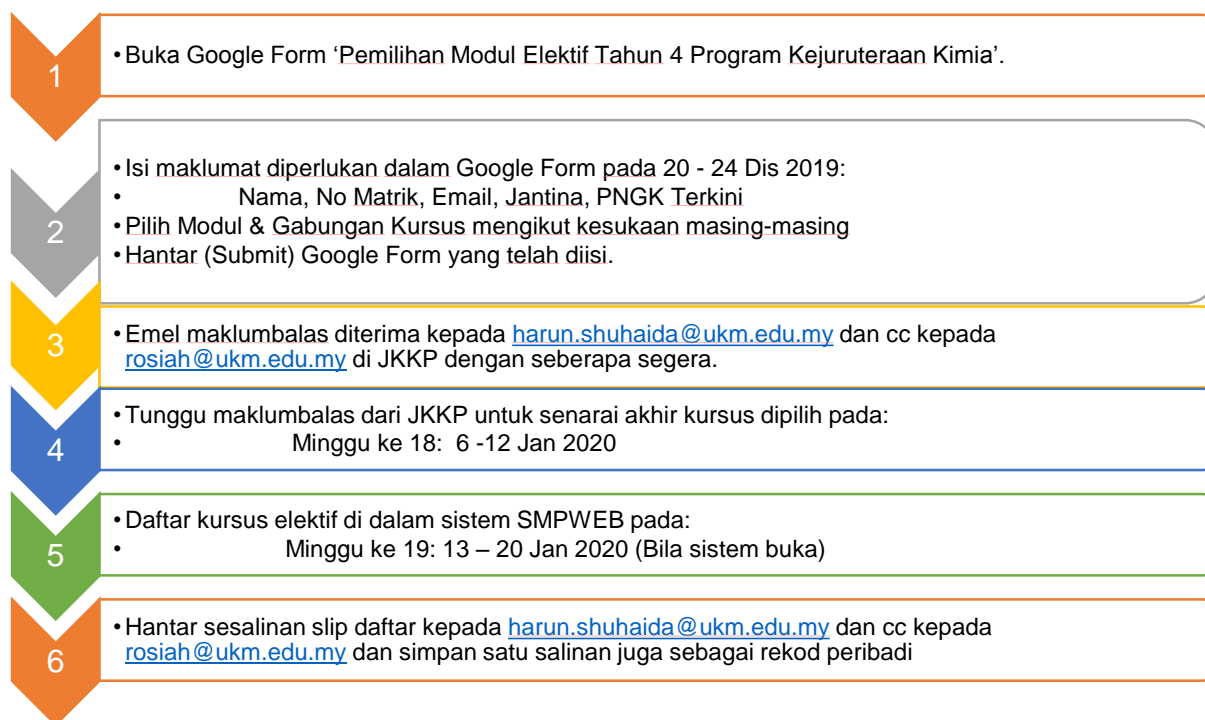 1
• Buka Google Form ‘Pemilihan Modul Elektif Tahun 4 Program Kejuruteraan Kimia’.
2
• Isi maklumat diperlukan dalam Google Form pada 20 - 24 Dis 2019:
• Nama, No Matrik, Email, Jantina, PNGK Terkini
• Pilih Modul & Gabungan Kursus mengikut kesukaan masing-masing
• Hantar (Submit) Google Form yang telah diisi.
3
• Emel maklumbalas diterima kepada harun.shuhaida@ukm.edu.my dan cc kepada
rosiah@ukm.edu.my di JKKP dengan seberapa segera.
4
• Tunggu maklumbalas dari JKKP untuk senarai akhir kursus dipilih pada:
• Minggu ke 18: 6 -12 Jan 2020
5
• Daftar kursus elektif di dalam sistem SMPWEB pada:
• Minggu ke 19: 13 – 20 Jan 2020 (Bila sistem buka)
6
• Hantar sesalinan slip daftar kepada harun.shuhaida@ukm.edu.my dan cc kepada
rosiah@ukm.edu.my dan simpan satu salinan juga sebagai rekod peribadi